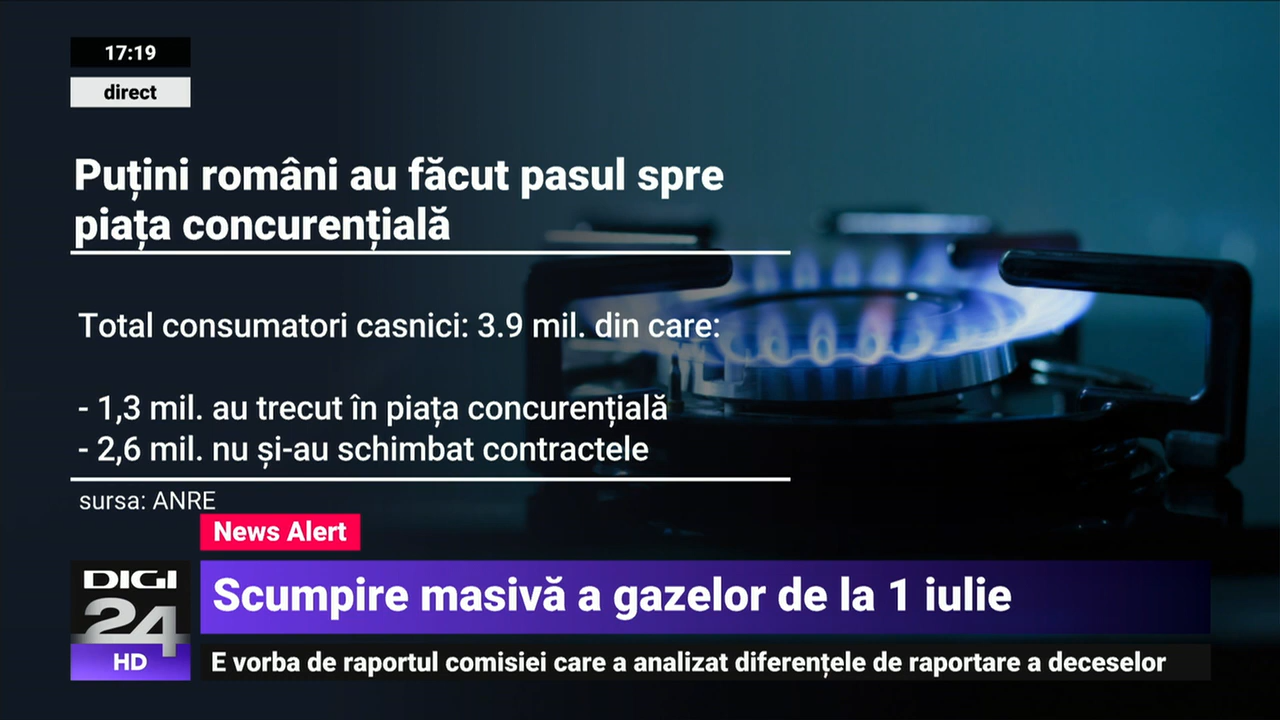 17:19
direct
Puțini români au făcut pasul spre
piața concurențială
Total consumatori casnici: 3.9 mil. din care:
- 1,3 mil. au trecut în piața concurențială
- 2,6 mil. nu și-au schimbat contractele
sursa: ANRE
News Alert
DIGI
24
HD
Scumpire masivă a gazelor de la 1 iulie
E vorba de raportul comisiei care a analizat diferențele de raportare a deceselor